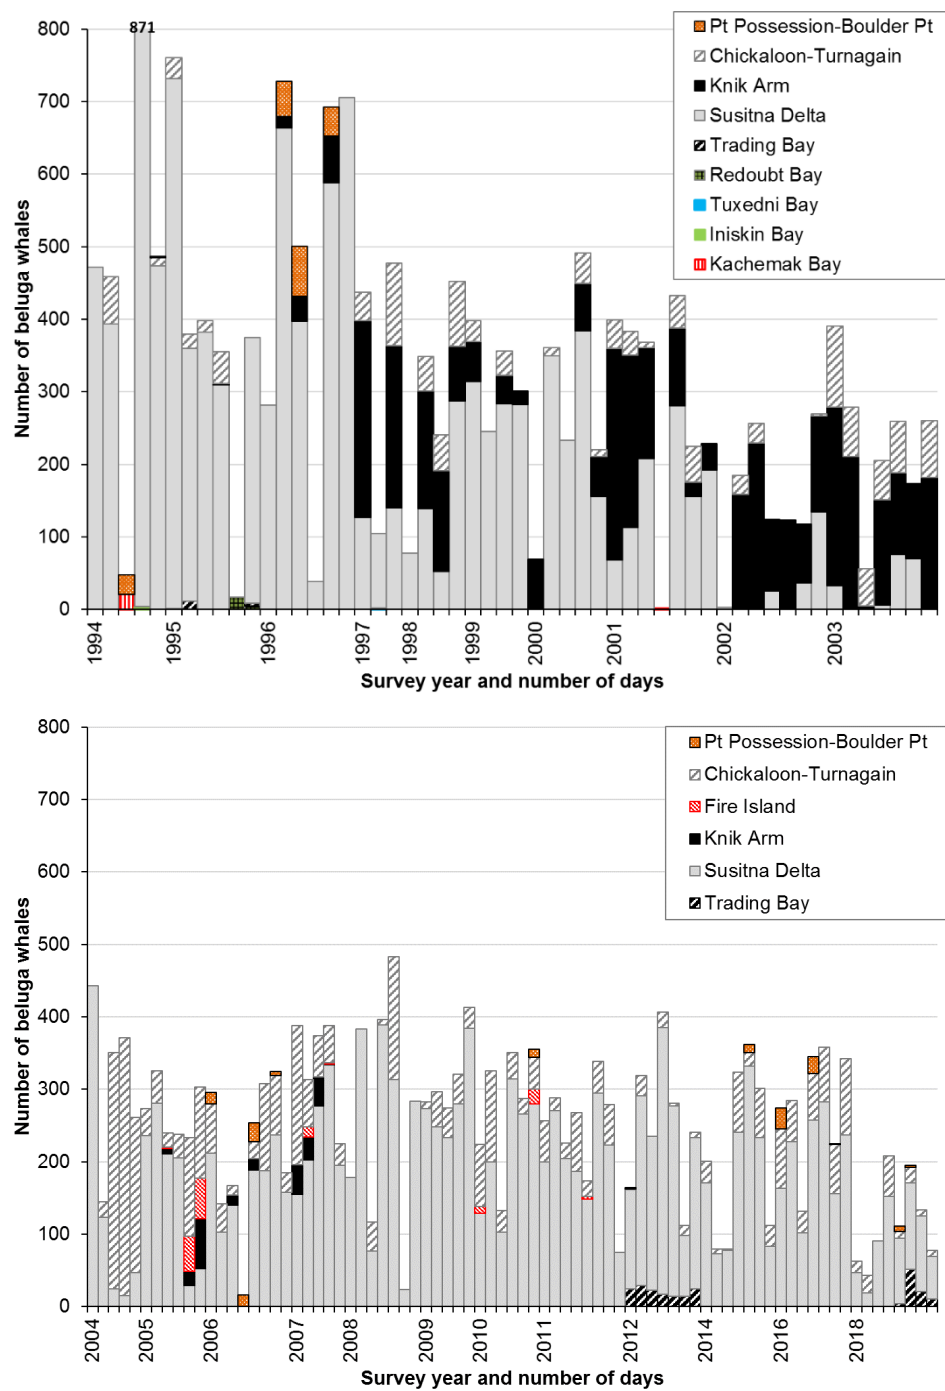 871
800
700
600
500
400
300
200
100
0
Number of beluga whales
Pt Possession-Boulder Pt
Chickaloon-Turnagain
Knik Arm
Susitna Delta
Trading Bay
Redoubt Bay
Tuxedni Bay
Iniskin Bay
Kachemak Bay
1994
1995
1996
1997
1998
1999
2000
2001
2002
2003
Survey year and number of days
800
700
600
500
400
300
200
100
0
Number of beluga whales
Pt Possession-Boulder Pt
Chickaloon-Turnagain
Fire Island
Knik Arm
Susitna Delta
Trading Bay
2004
2005
2006
2007
2008
2009
2010
2011
2012
2014
2016
2018
Survey year and number of days